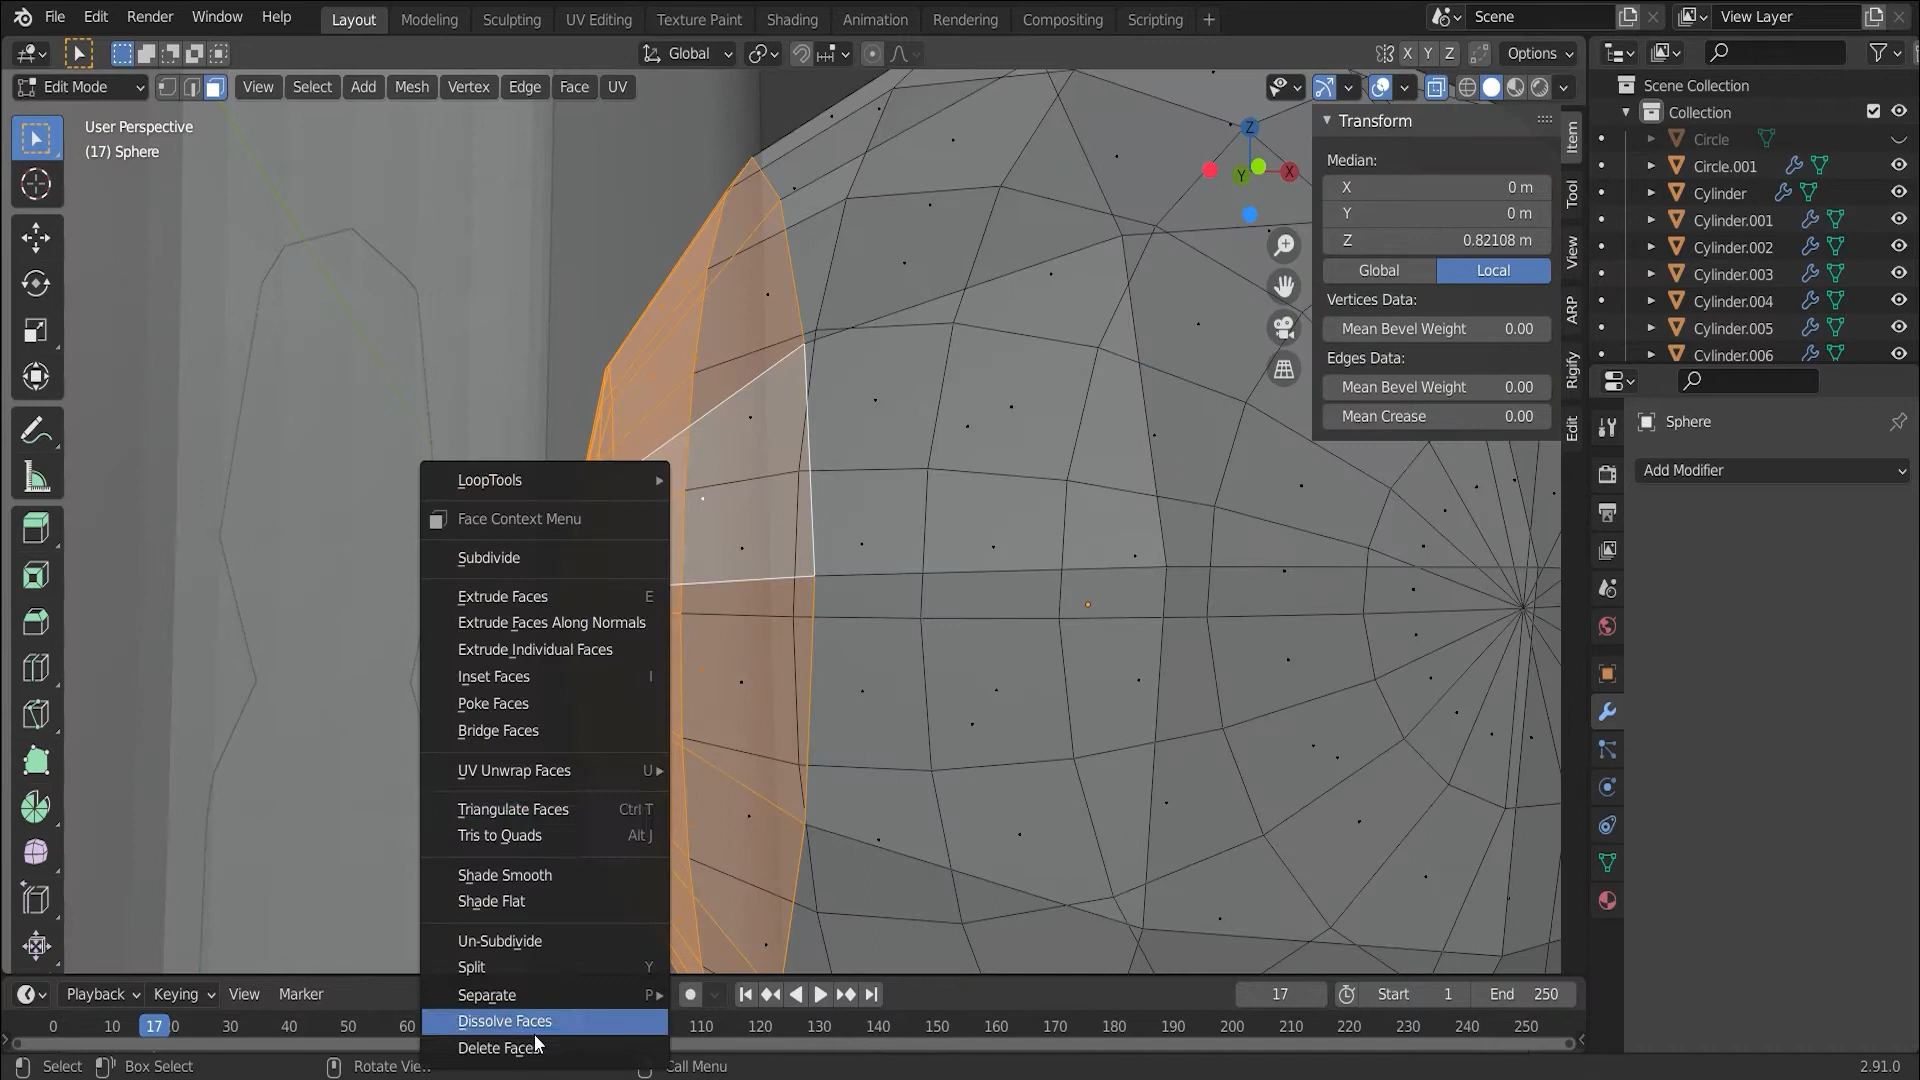 File Edit Render Window Help Layout Modeling Sculpting UV Editing Texture Paint Shading Animation Rendering Compositing Scripting + Scene View Layer
Global X Y Z Options
Edit Mode View Select Add Mesh Vertex Edge Face UV
User Perspective
(17) Sphere
Z
X
Y
Transform
Median:
X 0 m
Y 0 m
Z 0.82108 m
Global Local
Vertices Data:
Mean Bevel Weight 0.00
Edges Data:
Mean Bevel Weight 0.00
Mean Crease 0.00
Item
Tool
View
ARP
Rigify
Edit
Scene Collection
Collection
Circle
Circle.001
Cylinder
Cylinder.001
Cylinder.002
Cylinder.003
Cylinder.004
Cylinder.005
Cylinder.006
Sphere
Add Modifier
LoopTools
Face Context Menu
Subdivide
Extrude Faces E
Extrude Faces Along Normals
Extrude Individual Faces
Inset Faces I
Poke Faces
Bridge Faces
UV Unwrap Faces U
Triangulate Faces Ctrl T
Tris to Quads Alt J
Shade Smooth
Shade Flat
Un-Subdivide
Split Y
Separate P
Dissolve Faces
Delete Faces
Playback Keying View Marker 17 Start 1 End 250
0 10 17 30 40 50 60 110 120 130 140 150 160 170 180 190 200 210 220 230 240 250
Select Box Select Rotate Vie Call Menu 2.91.0